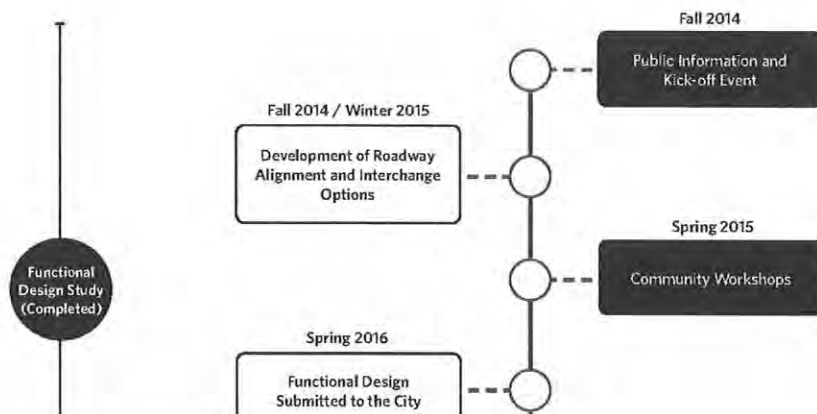 Fall 2014
Public Information and
Kick-off Event
Fall 2014 / Winter 2015
Development of Roadway
Alignment and Interchange
Options
Spring 2015
Community Workshops
Functional
Design Study
(Completed)
Spring 2016
Functional Design
Submitted to the City